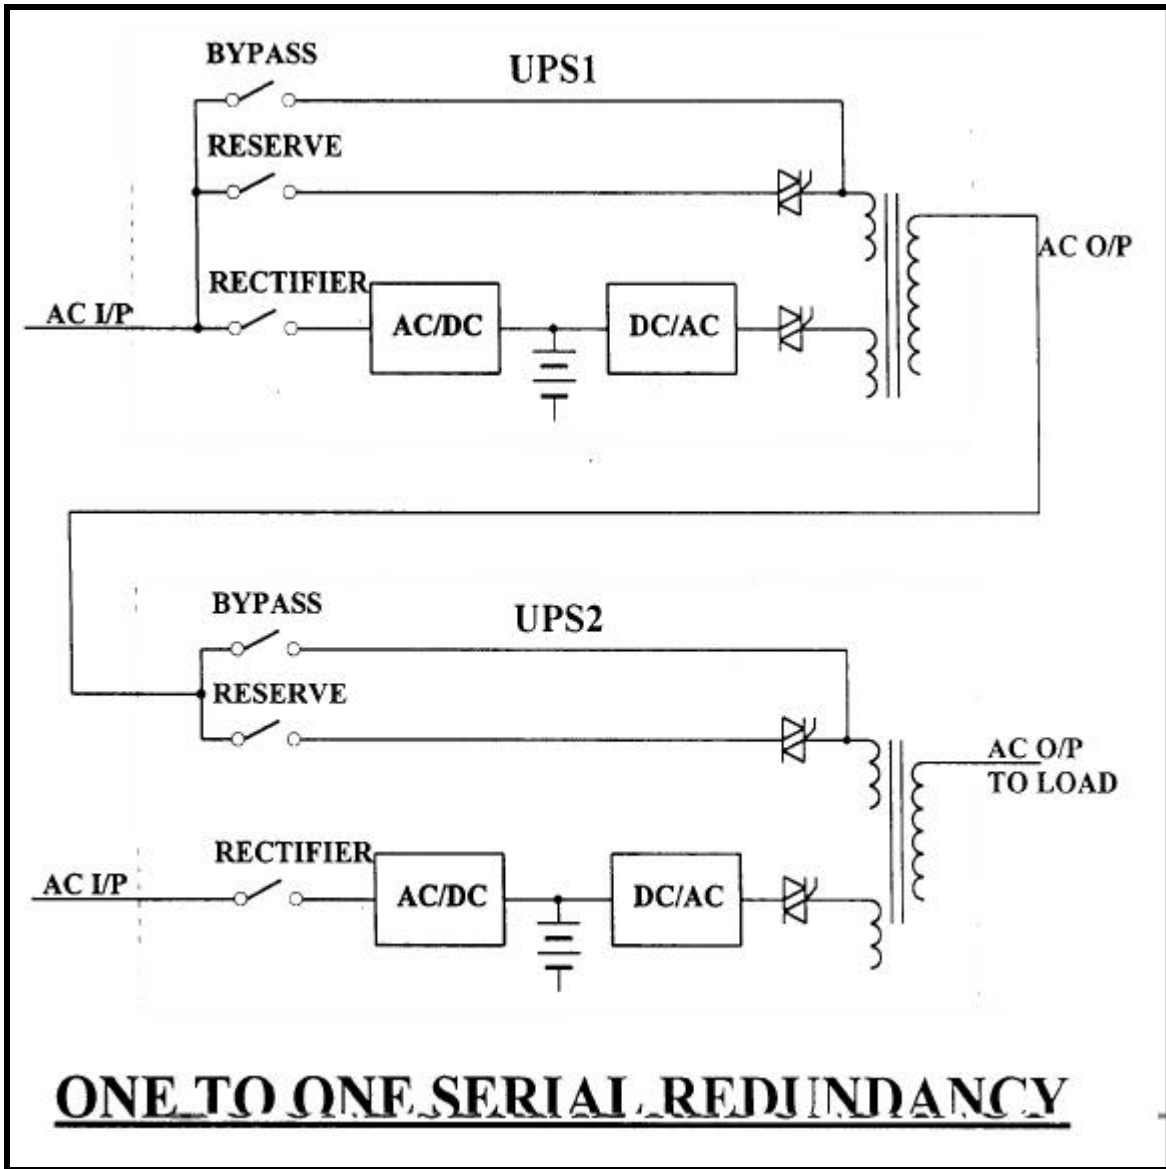 BYPASS
UPS1
RESERVE
AC O/P
RECTIFIER
AC I/P
AC/DC
DC/AC
BYPASS
UPS2
RESERVE
AC O/P
TO LOAD
RECTIFIER
AC I/P
AC/DC
DC/AC
ONE TO ONE SERIAL REDUNDANCY